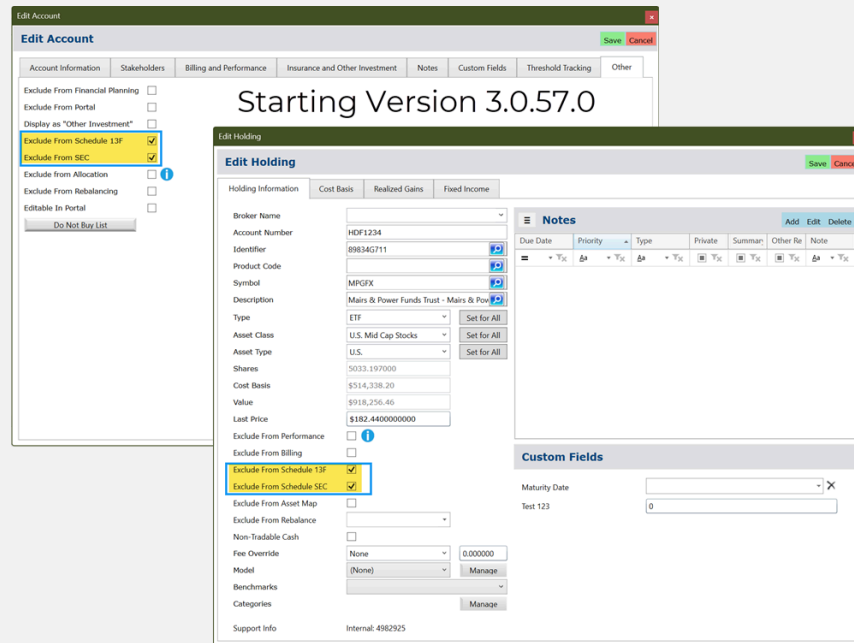 Edit Account
Edit Account
Save Cancel
Account Information Stakeholders Billing and Performance Insurance and Other Investment Notes Custom Fields Threshold Tracking Other
Exclude From Financial Planning
Exclude From Portal
Display as "Other Investment"
Exclude From Schedule 13F
Exclude From SEC
Exclude from Allocation
Exclude From Rebalancing
Editable In Portal
Do Not Buy List
Starting Version 3.0.57.0
Edit Holding
Edit Holding
Save Cance
Holding Information Cost Basis Realized Gains Fixed Income
Broker Name
Account Number HDF1234
Identifier 89834G711
Product Code
Symbol MPGFX
Description Mairs & Power Funds Trust - Mairs & Pow
Type ETF Set for All
Asset Class U.S. Mid Cap Stocks Set for All
Asset Type U.S. Set for All
Shares 5033.197000
Cost Basis $514,338.20
Value $918,256.46
Last Price $182.4400000000
Exclude From Performance
Exclude From Billing
Exclude From Schedule 13F
Exclude From Schedule SEC
Exclude From Asset Map
Exclude From Rebalance
Non-Tradable Cash
Fee Override None 0.000000
Model (None) Manage
Benchmarks
Categories Manage
Support Info Internal: 4982925
Notes Add Edit Delete
Due Date Priority Type Private Summar Other Re Note
Custom Fields
Maturity Date
Test 123 0